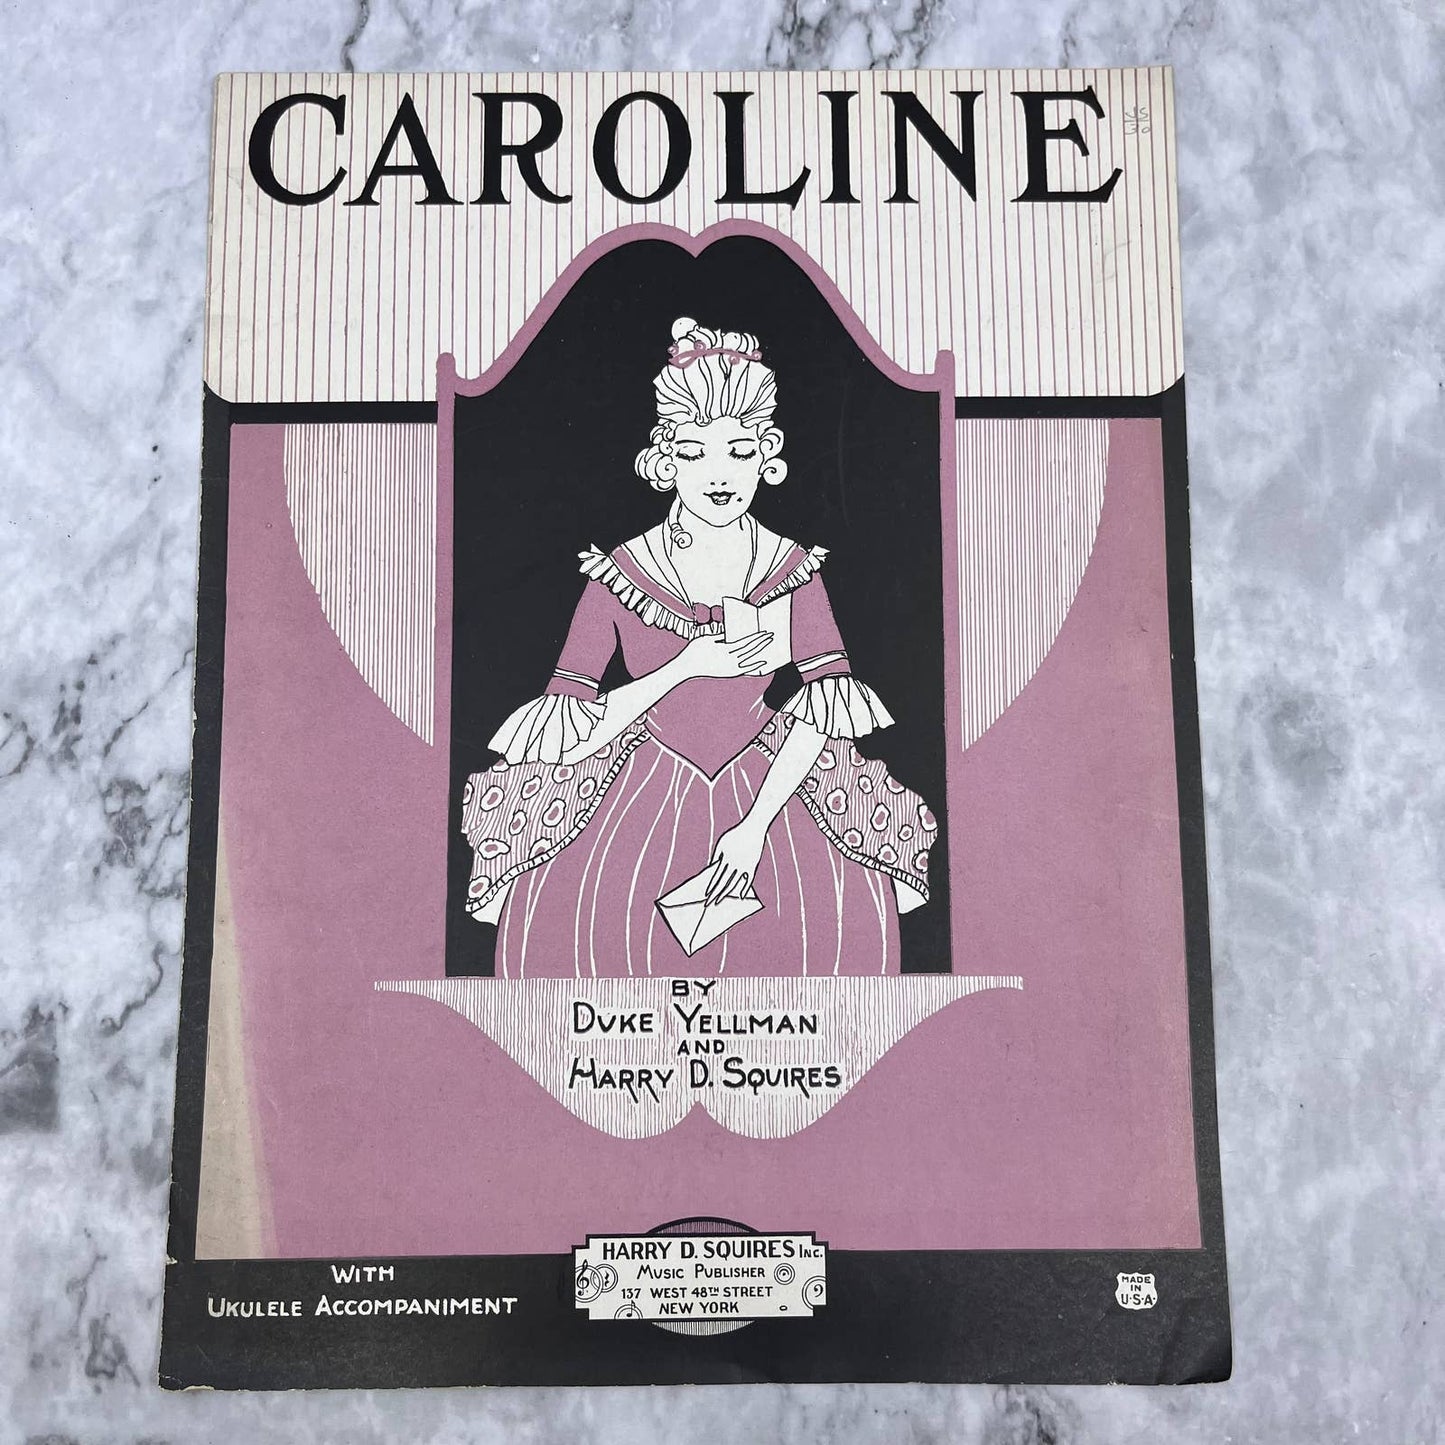 CAROLINE
BY
DUKE YELLMAN
AND
HARRY D. SQUIRES
WITH
UKULELE ACCOMPANIMENT
HARRY D. SQUIRES INC.
MUSIC PUBLISHER
137 WEST 48TH STREET
NEW YORK
MADE
IN
U.S.A.